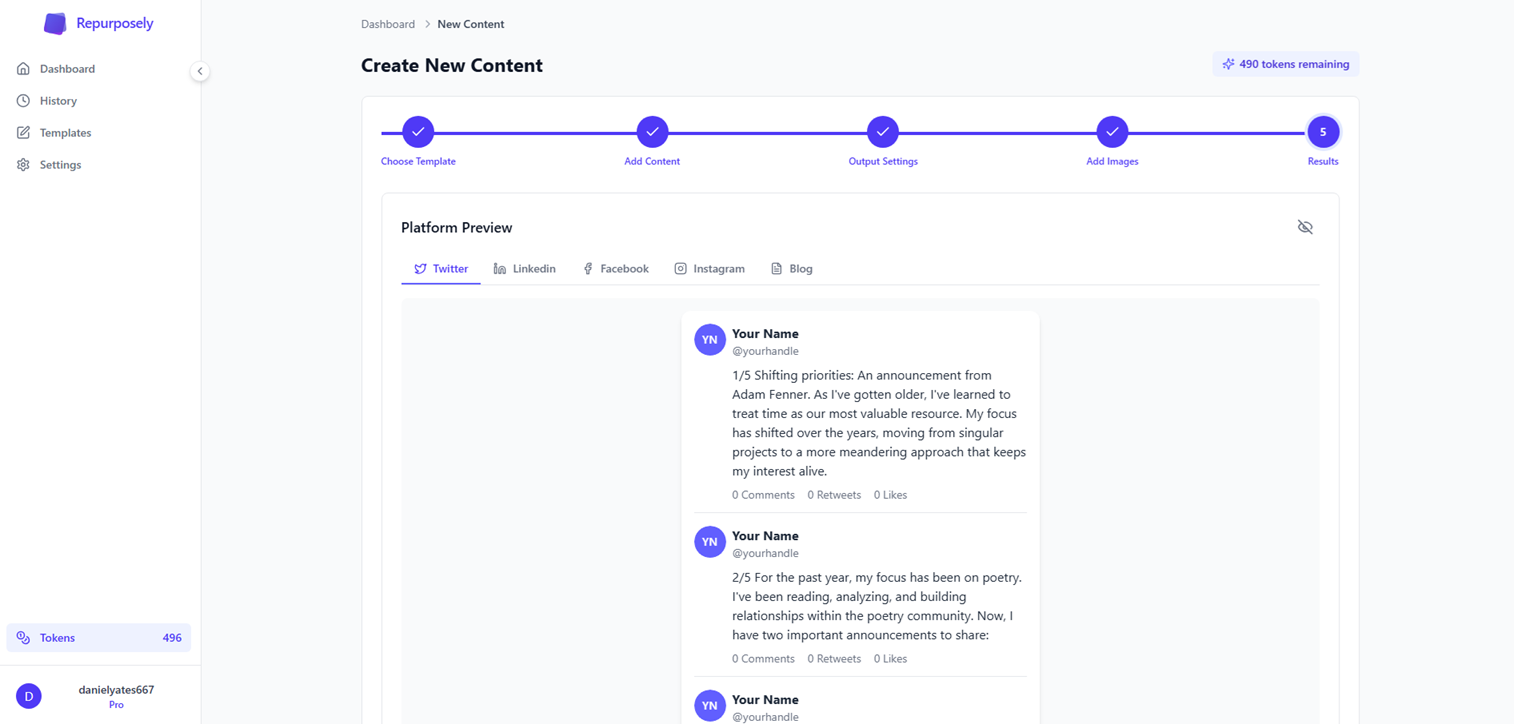 Repurposely
Dashboard
History
Templates
Settings
Tokens 496
D
danielyates667
Pro
Dashboard > New Content
Create New Content
490 tokens remaining
5
Choose Template
Add Content
Output Settings
Add Images
Results
Platform Preview
Twitter
Linkedin
Facebook
Instagram
Blog
YN
Your Name
@yourhandle
1/5 Shifting priorities: An announcement from
Adam Fenner. As I've gotten older, I've learned to
treat time as our most valuable resource. My focus
has shifted over the years, moving from singular
projects to a more meandering approach that keeps
my interest alive.
0 Comments 0 Retweets 0 Likes
YN
Your Name
@yourhandle
2/5 For the past year, my focus has been on poetry.
I've been reading, analyzing, and building
relationships within the poetry community. Now, I
have two important announcements to share:
0 Comments 0 Retweets 0 Likes
YN
Your Name
@yourhandle